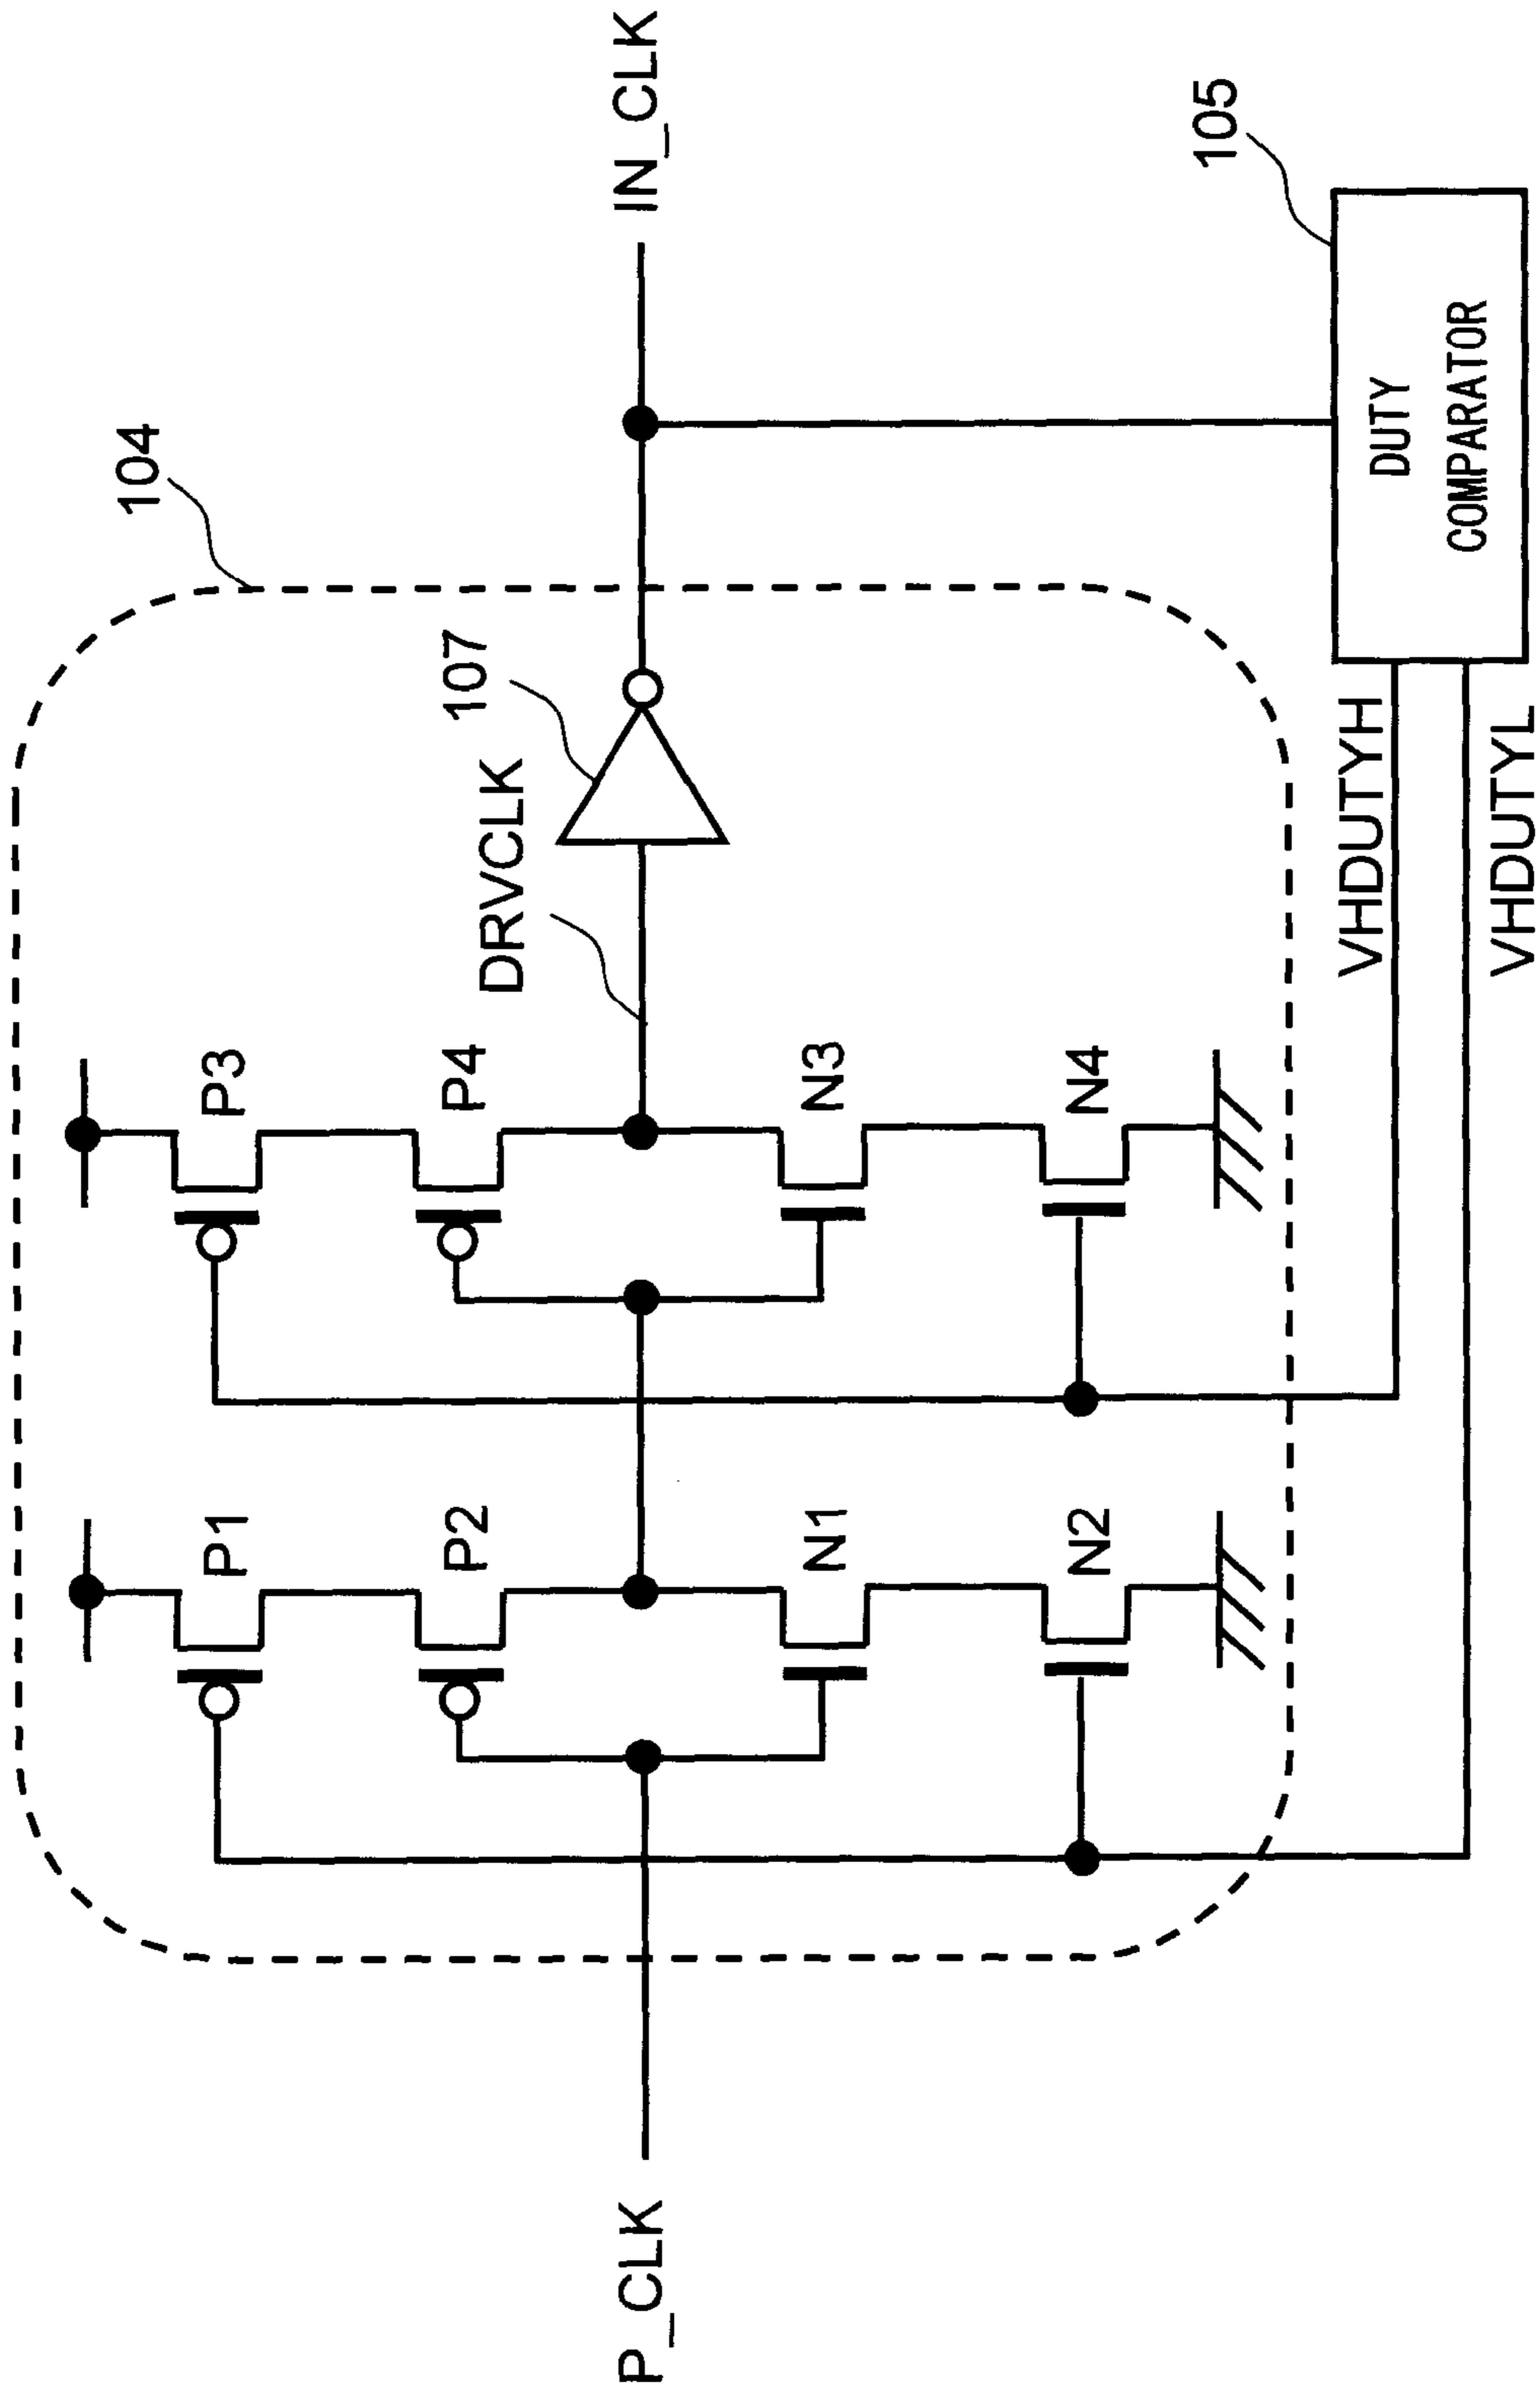 104
P1
P3
P2
P4
107
DRVCLK
P_CLK
IN_CLK
N1
N3
N2
N4
105
VHDUTYH
DUTY
COMPARATOR
VHDUTYL